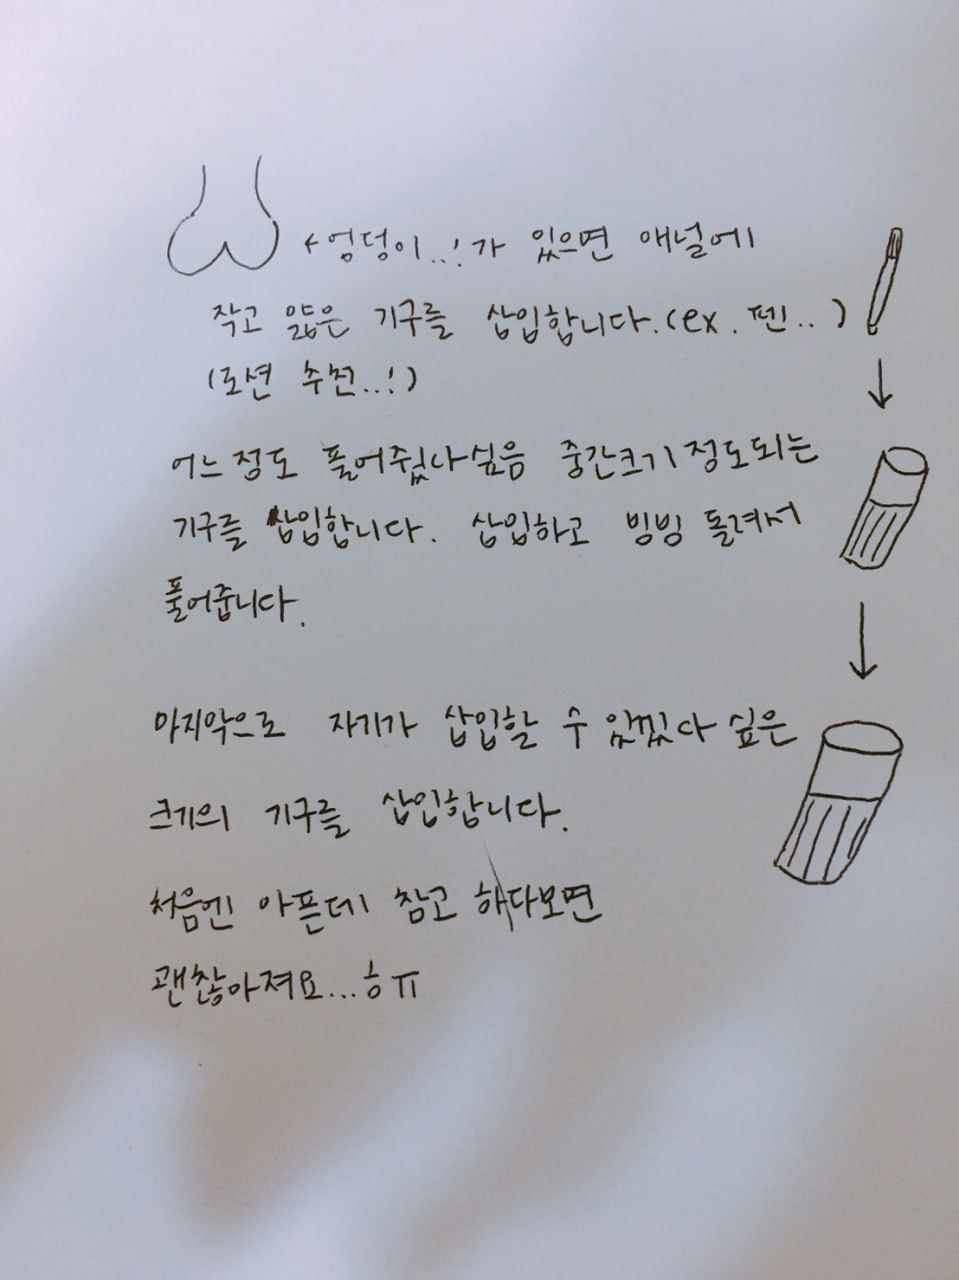 ←엉덩이..!가 있으면 애널에
작고 얇은 기구를 삽입합니다.(ex. 펜..)
(로션 추천..!)
어느정도 풀어줬나싶음 중간크기정도되는
기구를 삽입합니다. 삽입하고 빙빙 돌려서
풀어줍니다.
마지막으로 자기가 삽입할 수 있겠다 싶은
크기의 기구를 삽입합니다.
처음엔 아픈데 참고 하다보면
괜찮아져요...ㅎㅠ